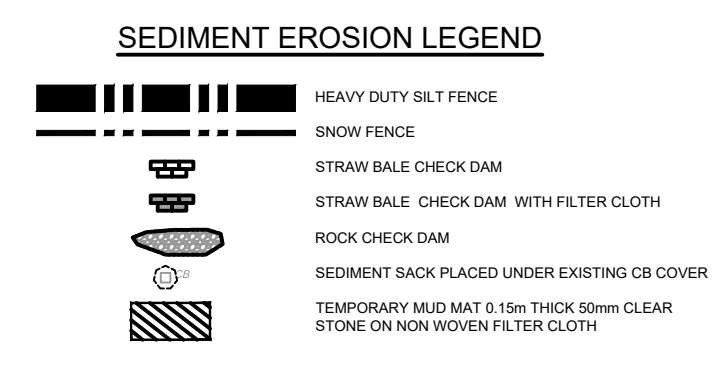 SEDIMENT EROSION LEGEND
HEAVY DUTY SILT FENCE
SNOW FENCE
STRAW BALE CHECK DAM
STRAW BALE CHECK DAM WITH FILTER CLOTH
ROCK CHECK DAM
CB
SEDIMENT SACK PLACED UNDER EXISTING CB COVER
TEMPORARY MUD MAT 0.15m THICK 50mm CLEAR
STONE ON NON WOVEN FILTER CLOTH